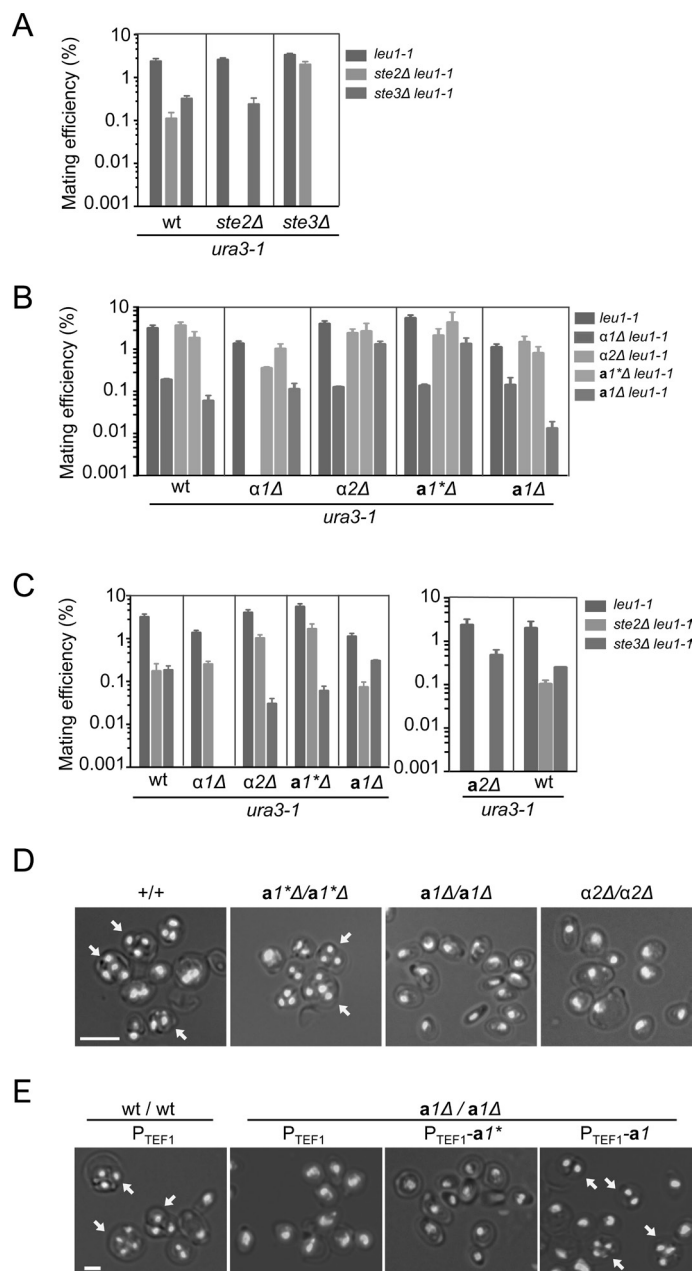 A
Mating efficiency (%)
10
1
0.1
0.01
0.001
wt ste2Δ ste3Δ
ura3-1
leu1-1
ste2Δ leu1-1
ste3Δ leu1-1
B
Mating efficiency (%)
10
1
0.1
0.01
0.001
wt α1Δ α2Δ a1*Δ a1Δ
ura3-1
leu1-1
α1Δ leu1-1
α2Δ leu1-1
a1*Δ leu1-1
a1Δ leu1-1
C
Mating efficiency (%)
10
1
0.1
0.01
0.001
wt α1Δ α2Δ a1*Δ a1Δ
ura3-1
10
1
0.1
0.01
0.001
a2Δ wt
ura3-1
leu1-1
ste2Δ leu1-1
ste3Δ leu1-1
D
+/+ a1*Δ/a1*Δ a1Δ/a1Δ α2Δ/α2Δ
E
wt / wt a1Δ / a1Δ
PTEF1 PTEF1 PTEF1-a1* PTEF1-a1